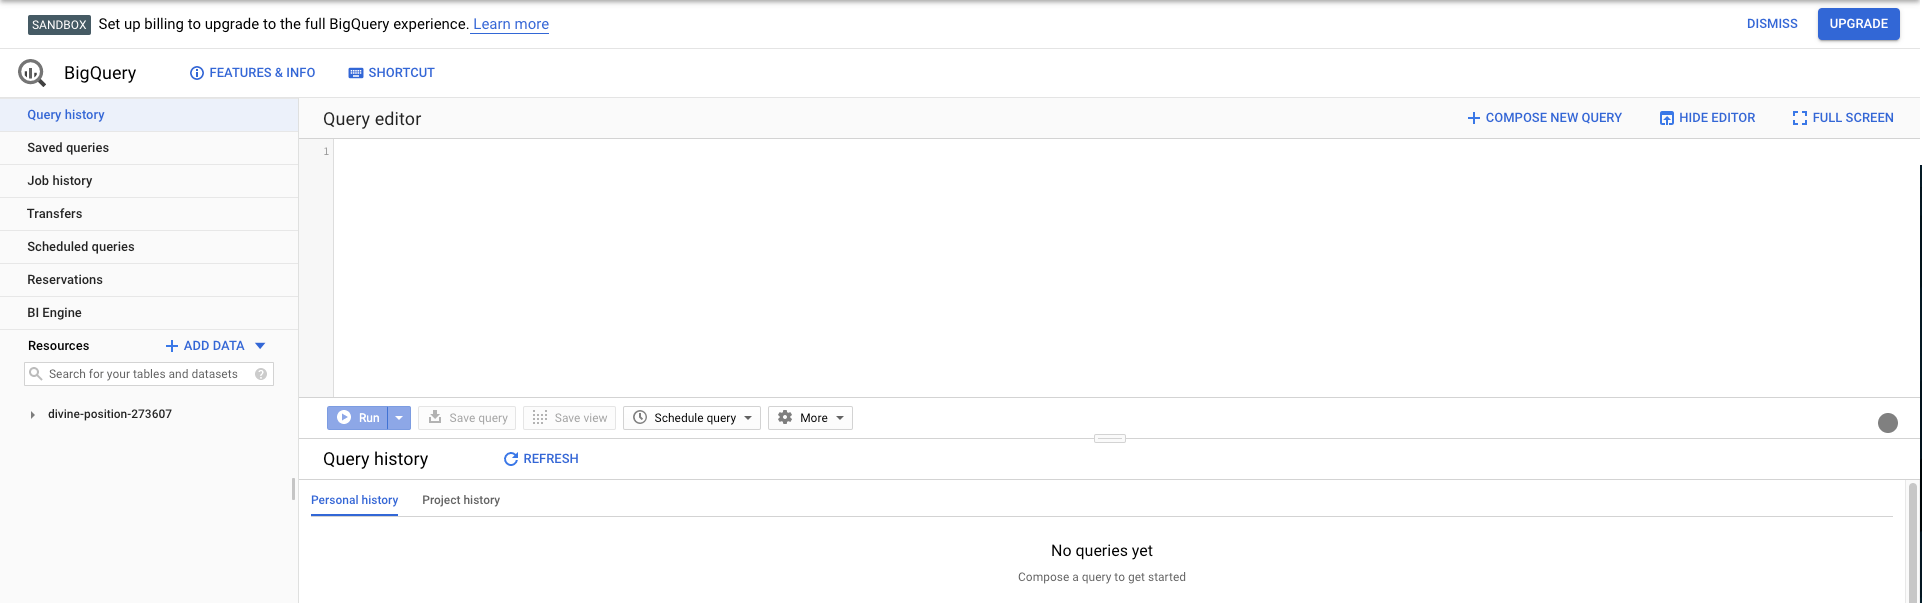 SANDBOX Set up billing to upgrade to the full BigQuery experience. Learn more DISMISS UPGRADE
BigQuery FEATURES & INFO SHORTCUT
Query history
Saved queries
Job history
Transfers
Scheduled queries
Reservations
BI Engine
Resources + ADD DATA
Search for your tables and datasets ?
divine-position-273607
Query editor + COMPOSE NEW QUERY HIDE EDITOR FULL SCREEN
1
Run Save query Save view Schedule query More
Query history REFRESH
Personal history Project history
No queries yet
Compose a query to get started